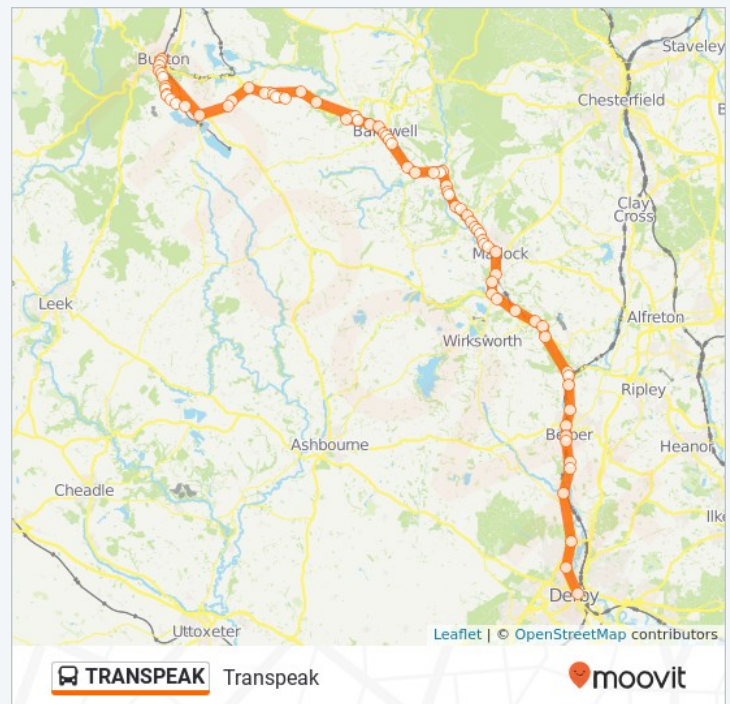 Staveley
Buxton
Chesterfield
Bakewell
Clay
Cross
Matlock
Leek
Alfreton
Wirksworth
Ripley
Belper
Ashbourne
Heanor
Cheadle
Ilke
Derby
Uttoxeter
Leaflet | © OpenStreetMap contributors
TRANSPEAK Transpeak
moovit